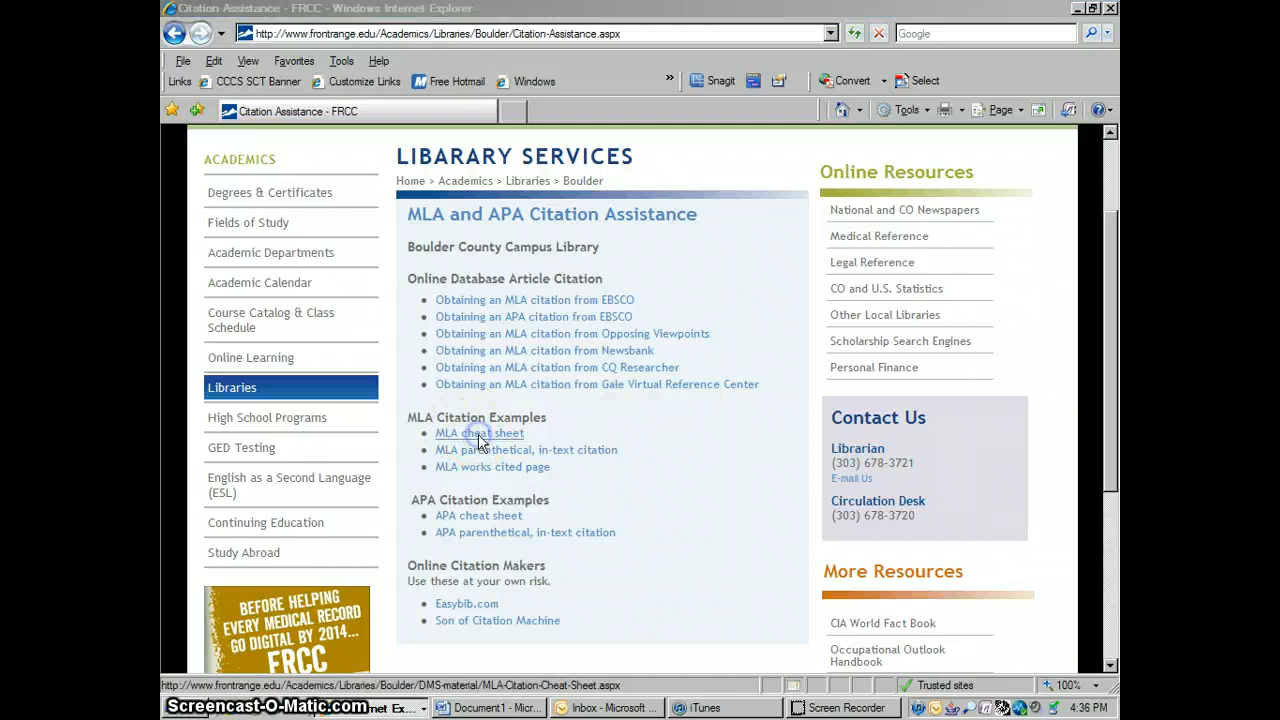 Citation Assistance - FRCC - Windows Internet Explorer
http://www.frontrange.edu/Academics/Libraries/Boulder/Citation-Assistance.aspx
Google
File Edit View Favorites Tools Help
Links CCCS SCT Banner Customize Links Free Hotmail Windows » Snagit Convert Select
Citation Assistance - FRCC
Tools Page
ACADEMICS
Degrees & Certificates
Fields of Study
Academic Departments
Academic Calendar
Course Catalog & Class
Schedule
Online Learning
Libraries
High School Programs
GED Testing
English as a Second Language
(ESL)
Continuing Education
Study Abroad
BEFORE HELPING
EVERY MEDICAL RECORD
GO DIGITAL BY 2014...
FRCC
LIBARARY SERVICES
Home > Academics > Libraries > Boulder
MLA and APA Citation Assistance
Boulder County Campus Library
Online Database Article Citation
Obtaining an MLA citation from EBSCO
Obtaining an APA citation from EBSCO
Obtaining an MLA citation from Opposing Viewpoints
Obtaining an MLA citation from Newsbank
Obtaining an MLA citation from CQ Researcher
Obtaining an MLA citation from Gale Virtual Reference Center
MLA Citation Examples
MLA cheat sheet
MLA parenthetical, in-text citation
MLA works cited page
APA Citation Examples
APA cheat sheet
APA parenthetical, in-text citation
Online Citation Makers
Use these at your own risk.
Easybib.com
Son of Citation Machine
Online Resources
National and CO Newspapers
Medical Reference
Legal Reference
CO and U.S. Statistics
Other Local Libraries
Scholarship Search Engines
Personal Finance
Contact Us
Librarian
(303) 678-3721
E-mail Us
Circulation Desk
(303) 678-3720
More Resources
CIA World Fact Book
Occupational Outlook
Handbook
http://www.frontrange.edu/Academics/Libraries/Boulder/DMS-material/MLA-Citation-Cheat-Sheet.aspx
Trusted sites
100%
Screencast-O-Matic.com
ernet Ex...
Document1 - Mic...
Inbox - Microsoft ...
iTunes
Screen Recorder
4:36 PM